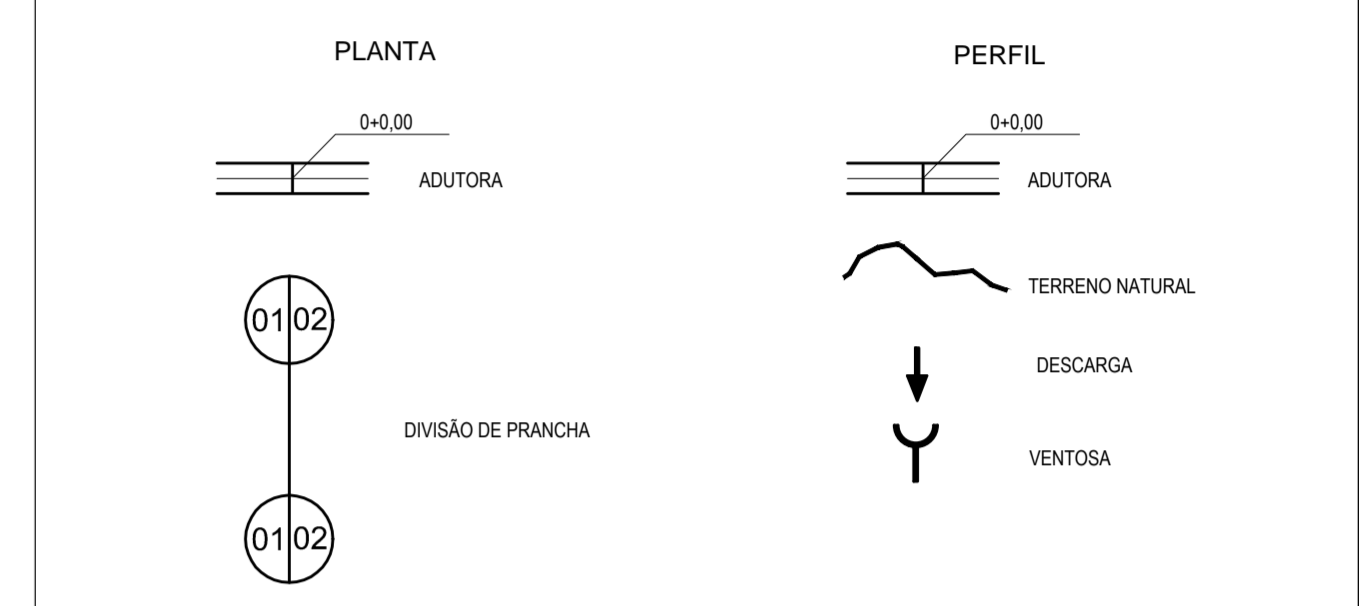 PLANTA
0+0,00
ADUTORA
01 02
DIVISÃO DE PRANCHA
01 02
PERFIL
0+0,00
ADUTORA
TERRENO NATURAL
DESCARGA
VENTOSA